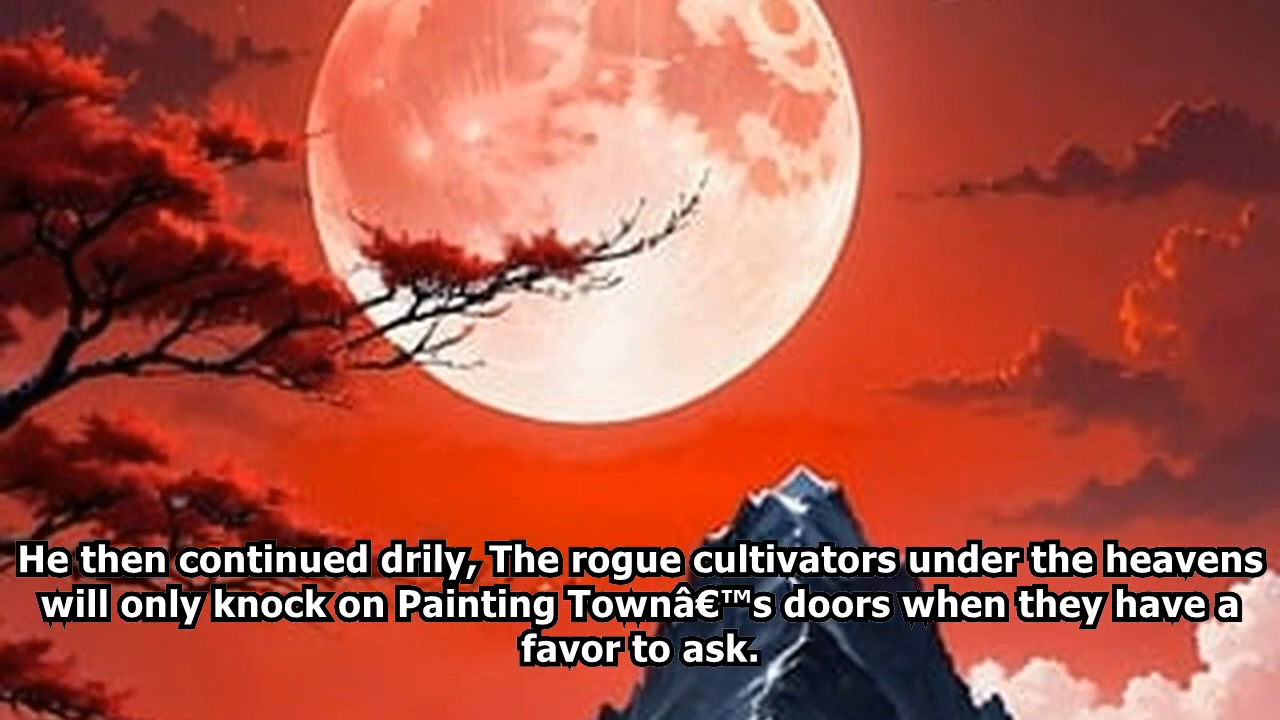 He then continued drily, The rogue cultivators under the heavens
will only knock on Painting Townâ€™s doors when they have a
favor to ask.